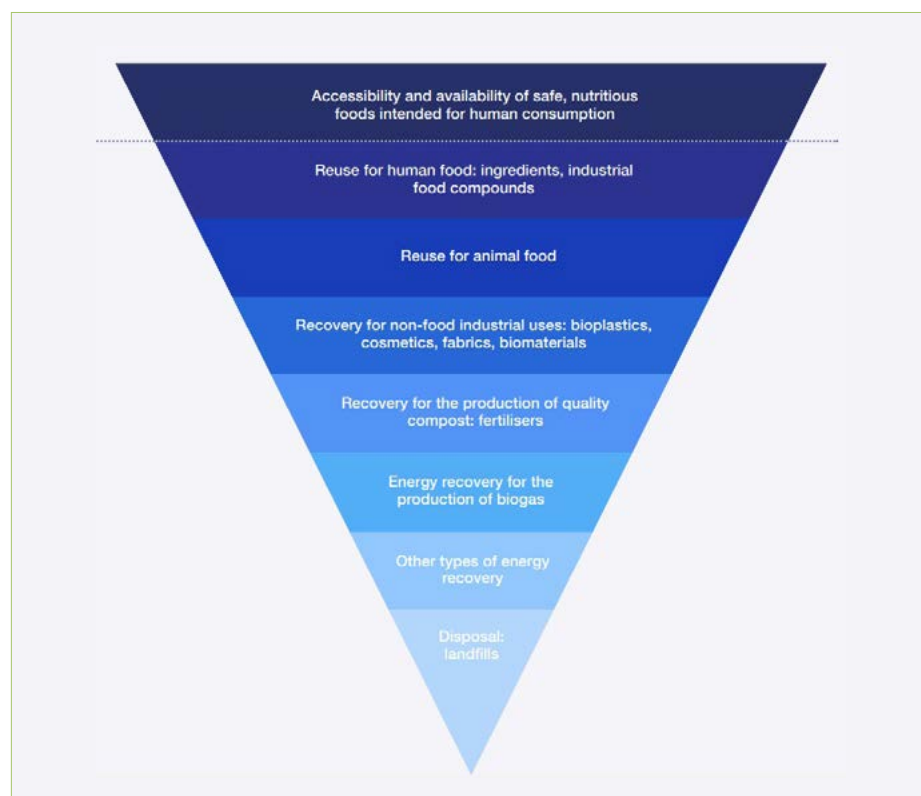 Accessibility and availability of safe, nutritious
foods intended for human consumption
Reuse for human food: ingredients, industrial
food compounds
Reuse for animal food
Recovery for non-food industrial uses: bioplastics,
cosmetics, fabrics, biomaterials
Recovery for the production of quality
compost: fertilisers
Energy recovery for the
production of biogas
Other types of energy
recovery
Disposal:
landfills